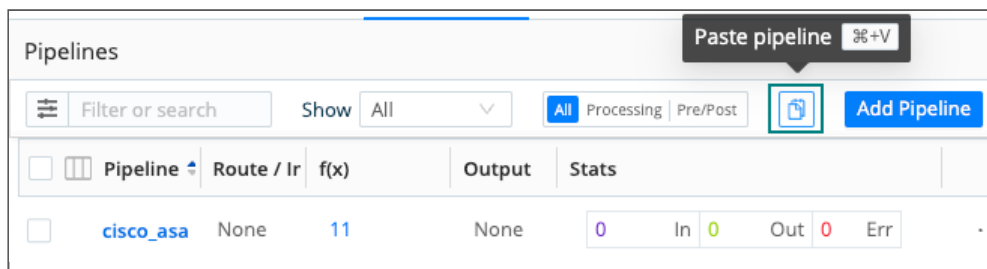 Paste pipeline ⌘+V
Pipelines
Filter or search Show All All Processing Pre/Post Add Pipeline
Pipeline Route / Ir f(x) Output Stats
cisco_asa None 11 None 0 In 0 Out 0 Err